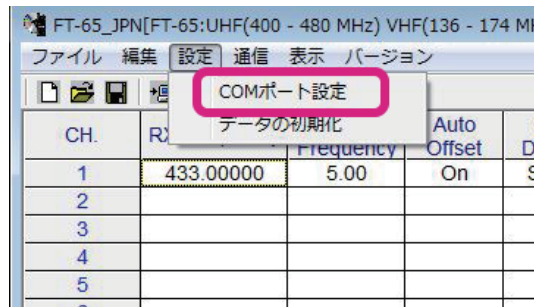 FT-65_JPN[FT-65:UHF(400 - 480 MHz) VHF(136 - 174
ファイル 編集 設定 通信 表示 バージョン
COMポート設定
データの初期化
CH. Frequency Auto Offset
1 433.00000 5.00 On
2
3
4
5